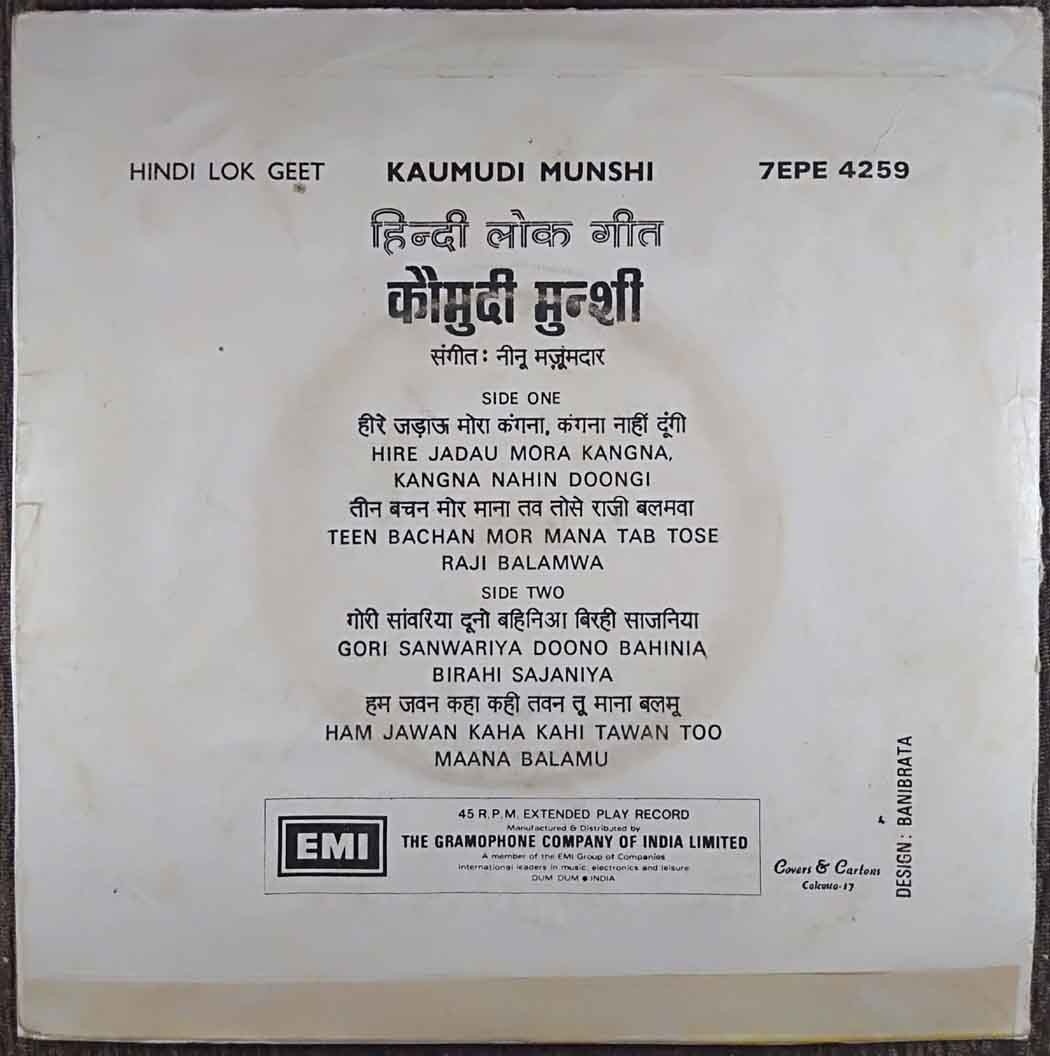 HINDI LOK GEET KAUMUDI MUNSHI 7EPE 4259
हिन्दी लोक गीत
कौमुदी मुन्शी
संगीत : नीनू मज़ूंमदार
SIDE ONE
हीरे जड़ाऊ मोरा कंगना, कंगना नाहीं दूंगी
HIRE JADAU MORA KANGNA,
KANGNA NAHIN DOONGI
तीन बचन मोर माना तव तोसे राजी बलमवा
TEEN BACHAN MOR MANA TAB TOSE
RAJI BALAMWA
SIDE TWO
गोरी सांवरिया दूनो बहिनिआ बिरही साजनिया
GORI SANWARIYA DOONO BAHINIA
BIRAHI SAJANIYA
हम जवन कहा कही तवन तू माना बलमू
HAM JAWAN KAHA KAHI TAWAN TOO
MAANA BALAMU
EMI
45 R.P.M. EXTENDED PLAY RECORD
Manufactured & Distributed by
THE GRAMOPHONE COMPANY OF INDIA LIMITED
A member of the EMI Group of Companies
International leaders in music, electronics and leisure
DUM DUM ● INDIA
Covers & Cartons
Calcutta-17
DESIGN : BANIBRATA